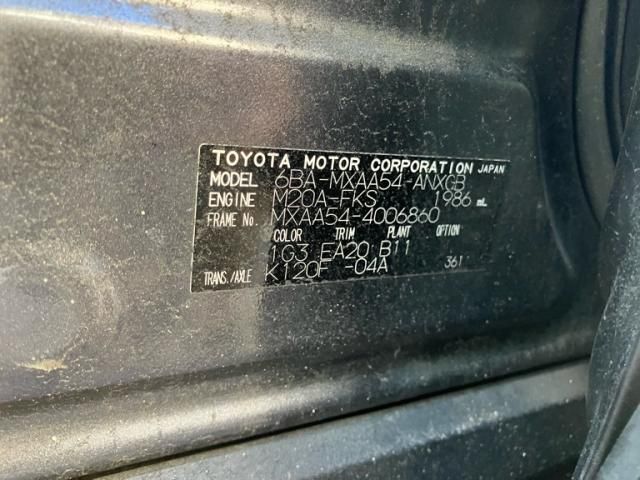 TOYOTA MOTOR CORPORATION JAPAN
MODEL 6BA-MXAA54-ANXGB
ENGINE M20A-FKS 1986 mL
FRAME No. MXAA54-4006860
COLOR TRIM PLANT OPTION
1G3 EA20 B11
TRANS./AXLE K120F -04A 361